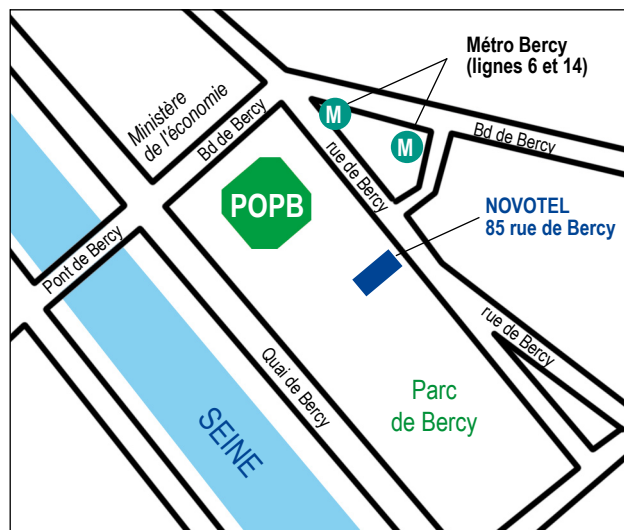 Métro Bercy
(lignes 6 et 14)
M
M
Ministère
de l'économie
Bd de Bercy
rue de Bercy
Bd de Bercy
POPB
NOVOTEL
85 rue de Bercy
Pont de Bercy
rue de Bercy
Quai de Bercy
Parc
de Bercy
SEINE